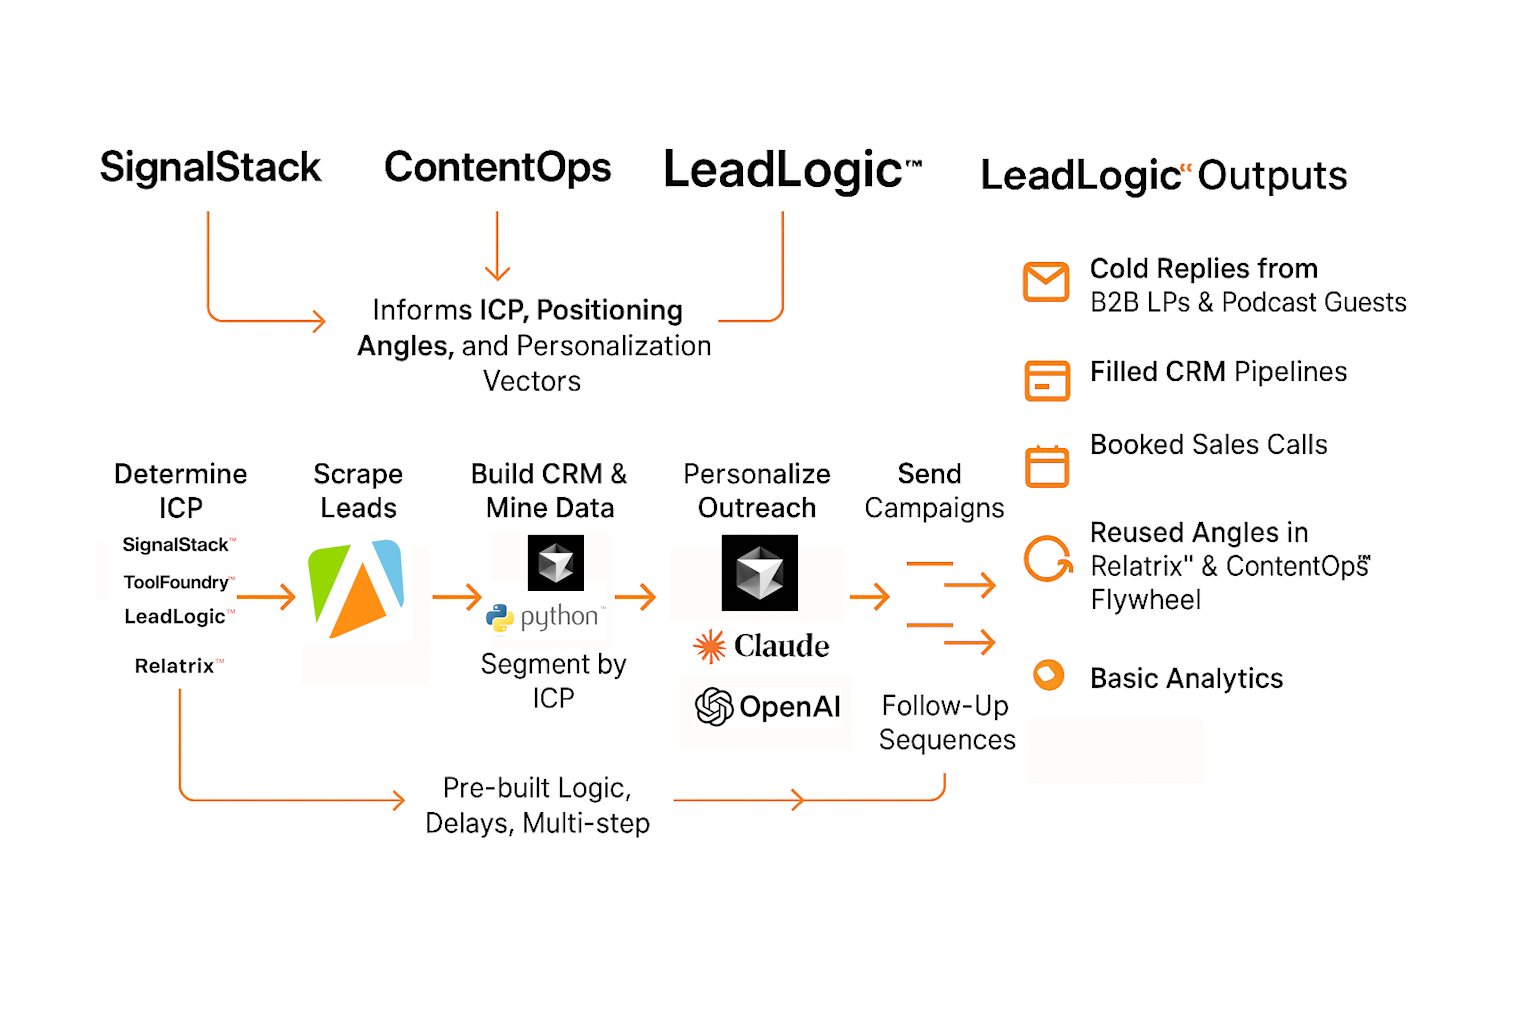 SignalStack
ContentOps
LeadLogic™
LeadLogic“ Outputs
Informs ICP, Positioning
Angles, and Personalization
Vectors
Cold Replies from
B2B LPs & Podcast Guests
Filled CRM Pipelines
Booked Sales Calls
Reused Angles in
Relatrix" & ContentOps™
Flywheel
Basic Analytics
Determine
ICP
SignalStack™
ToolFoundry™
LeadLogic™
Relatrix™
Scrape
Leads
Build CRM &
Mine Data
python™
Segment by
ICP
Personalize
Outreach
Claude
OpenAI
Send
Campaigns
Follow-Up
Sequences
Pre-built Logic,
Delays, Multi-step